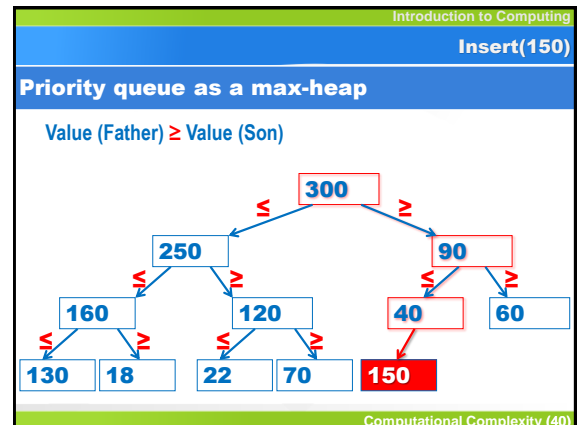 Introduction to Computing
Insert(150)
Priority queue as a max-heap
Value (Father) ≥ Value (Son)
300
≤ ≥
250 90
≤ ≥ ≤ ≥
160 120 40 60
≤ ≥ ≤ ≥
130 18 22 70 150
Computational Complexity (40)